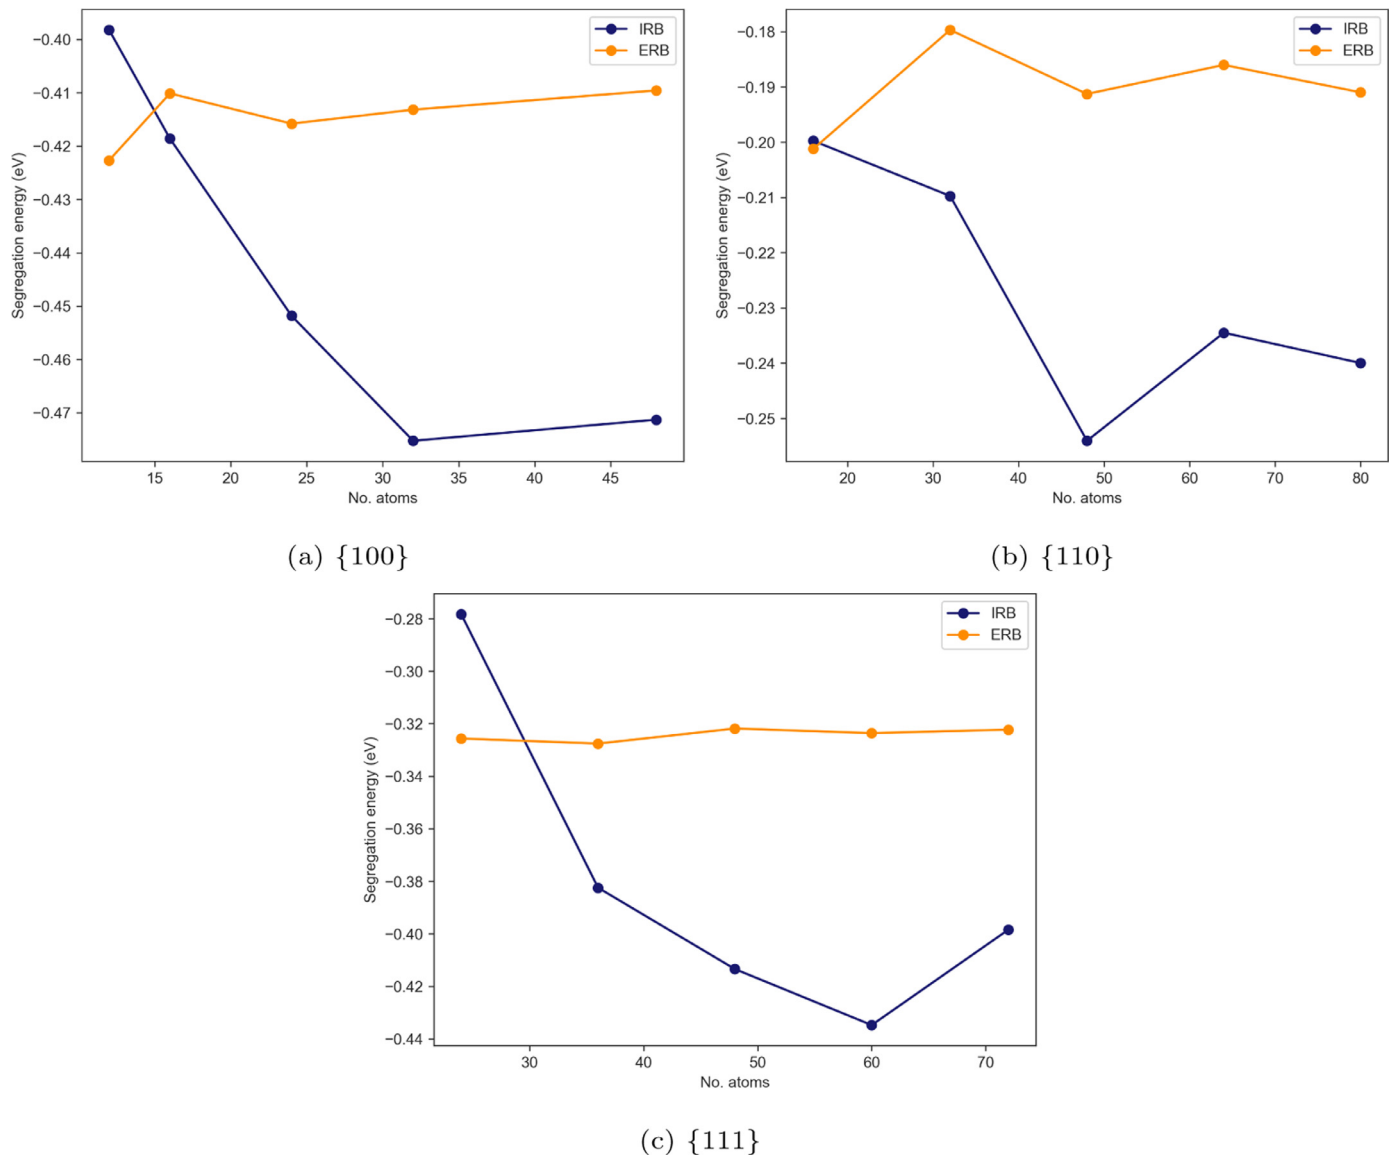 IRB
ERB
−0.40
−0.41
−0.42
−0.43
−0.44
−0.45
−0.46
−0.47
Segregation energy (eV)
15 20 25 30 35 40 45
No. atoms
(a) {100}
IRB
ERB
−0.18
−0.19
−0.20
−0.21
−0.22
−0.23
−0.24
−0.25
Segregation energy (eV)
20 30 40 50 60 70 80
No. atoms
(b) {110}
IRB
ERB
−0.28
−0.30
−0.32
−0.34
−0.36
−0.38
−0.40
−0.42
−0.44
Segregation energy (eV)
30 40 50 60 70
No. atoms
(c) {111}